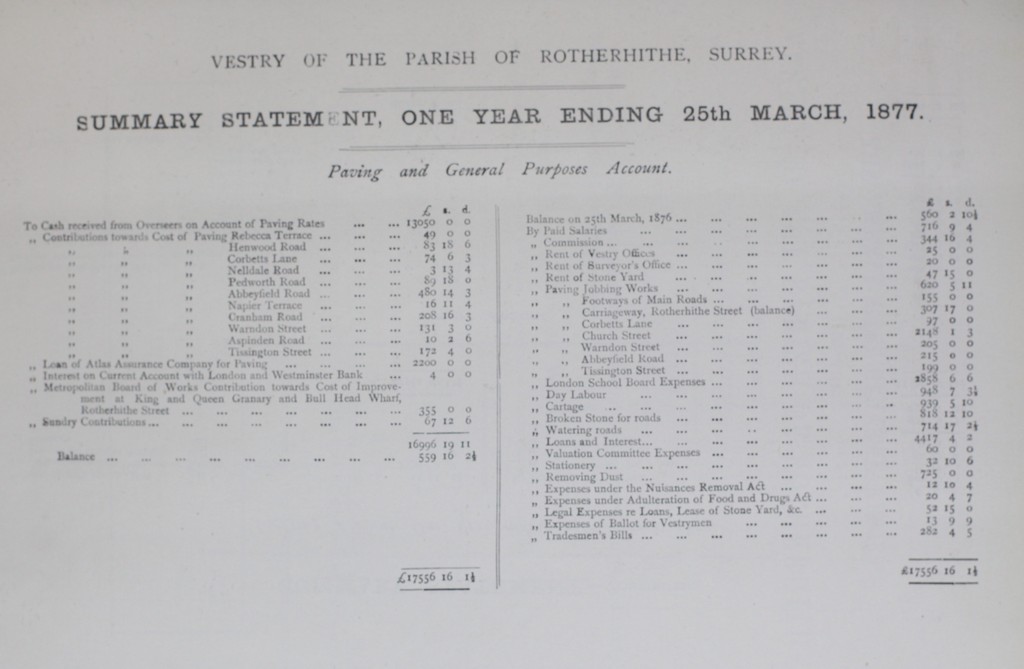 VESTRY OF THE PARISH OF ROTHERHITHE, SURREY.
SUMMARY STATEMENT, ONE YEAR ENDING 25th MARCH, 1877.
Paving and General Purposes Account.
£ s. d.
To Cash received from Overseers on Account of Paving Rates ... ... 13050 0 0
„ Contributions towards Cost of Paving Rebecca Terrace ... ... ... 49 0 0
„ „ „ Henwood Road ... ... ... 83 18 6
„ „ „ Corbetts Lane ... ... ... 74 6 3
„ „ „ Nelldale Road ... ... ... 3 13 4
„ „ „ Pedworth Road ... ... ... 89 18 0
„ „ „ Abbeyfield Road ... ... ... 480 14 3
„ „ „ Napier Terrace ... ... ... 16 11 4
„ „ „ Cranham Road ... ... ... 208 16 3
„ „ „ Warndon Street ... ... ... 131 3 0
„ „ „ Aspinden Road ... ... ... 10 2 6
„ „ „ Tissington Street ... ... ... 172 4 0
„ Loan of Atlas Assurance Company for Paving ... ... ... ... 2200 0 0
„ Interest on Current Account with London and Westminster Bank ... 4 0 0
„ Metropolitan Board of Works Contribution towards Cost of Improve-
ment at King and Queen Granary and Bull Head Wharf,
Rotherhithe Street ... ... ... ... ... ... ... 355 0 0
„ Sundry Contributions ... ... ... ... ... ... ... ... 67 12 6
16996 19 11
Balance ... ... ... ... ... ... ... ... ... 559 16 2½
£17556 16 1½
£ s. d.
Balance on 25th March, 1876 ... ... ... ... ... ... ... 560 2 10½
By Paid Salaries ... ... ... ... ... ... ... ... 716 9 4
„ Commission ... ... ... ... ... ... ... ... 344 16 4
„ Rent of Vestry Offices ... ... ... ... ... ... ... 25 0 0
„ Rent of Surveyor's Office ... ... ... ... ... ... ... 20 0 0
„ Rent of Stone Yard ... ... ... ... ... ... ... 47 15 0
„ Paving Jobbing Works ... ... ... ... ... ... ... 620 5 11
„ „ Footways of Main Roads ... ... ... ... ... ... 155 0 0
„ „ Carriageway, Rotherhithe Street (balance) ... ... ... 307 17 0
„ „ Corbetts Lane ... ... ... ... ... ... 97 0 0
„ „ Church Street ... ... ... ... ... ... 2148 1 3
„ „ Warndon Street ... ... ... ... ... ... 205 0 0
„ „ Abbeyfield Road ... ... ... ... ... ... 215 0 0
„ „ Tissington Street ... ... ... ... ... ... 199 0 0
„ London School Board Expenses ... ... ... ... ... ... 2858 6 6
„ Day Labour ... ... ... ... ... ... ... ... 948 7 3½
„ Cartage ... ... ... ... ... ... ... ... 939 5 10
„ Broken Stone for roads ... ... ... ... ... ... ... 818 12 10
„ Watering roads ... ... ... ... ... ... ... 714 17 2½
„ Loans and Interest ... ... ... ... ... ... ... 4417 4 2
„ Valuation Committee Expenses ... ... ... ... ... ... 60 0 0
„ Stationery ... ... ... ... ... ... ... ... 32 10 6
„ Removing Dust ... ... ... ... ... ... ... 725 0 0
„ Expenses under the Nuisances Removal Act ... ... ... ... 12 10 4
„ Expenses under Adulteration of Food and Drugs Act ... ... ... 20 4 7
„ Legal Expenses re Loans, Lease of Stone Yard, &c. ... ... ... 52 15 0
„ Expenses of Ballot for Vestrymen ... ... ... ... ... 13 9 9
„ Tradesmen's Bills ... ... ... ... ... ... ... 282 4 5
£17556 16 1½